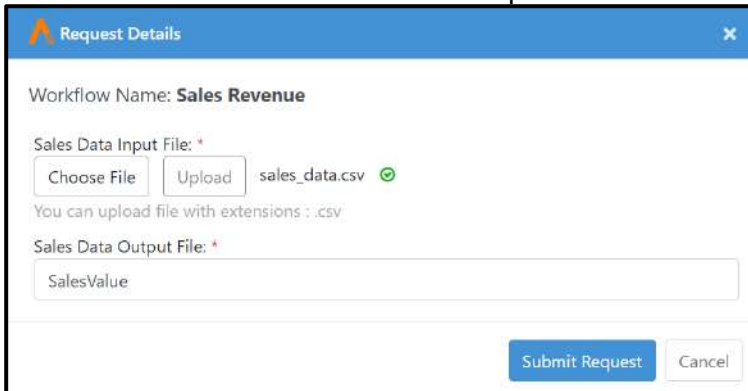 Request Details
Workflow Name: Sales Revenue
Sales Data Input File: *
Choose File Upload sales_data.csv
You can upload file with extensions : .csv
Sales Data Output File: *
SalesValue
Submit Request Cancel